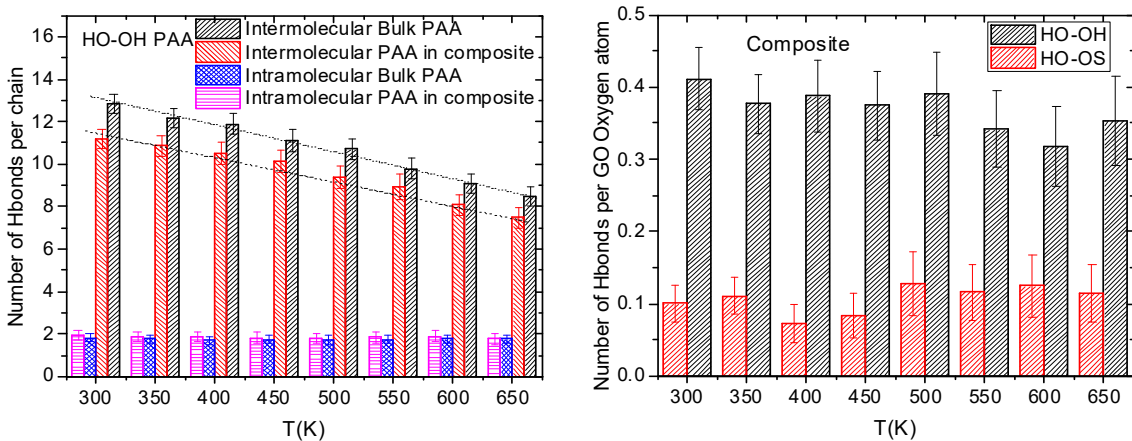 HO-OH PAA
Intermolecular Bulk PAA
Intermolecular PAA in composite
Intramolecular Bulk PAA
Intramolecular PAA in composite
Number of Hbonds per chain
16
14
12
10
8
6
4
2
0
300 350 400 450 500 550 600 650
T(K)
Composite
HO-OH
HO-OS
Number of Hbonds per GO Oxygen atom
0.5
0.4
0.3
0.2
0.1
0.0
300 350 400 450 500 550 600 650
T(K)